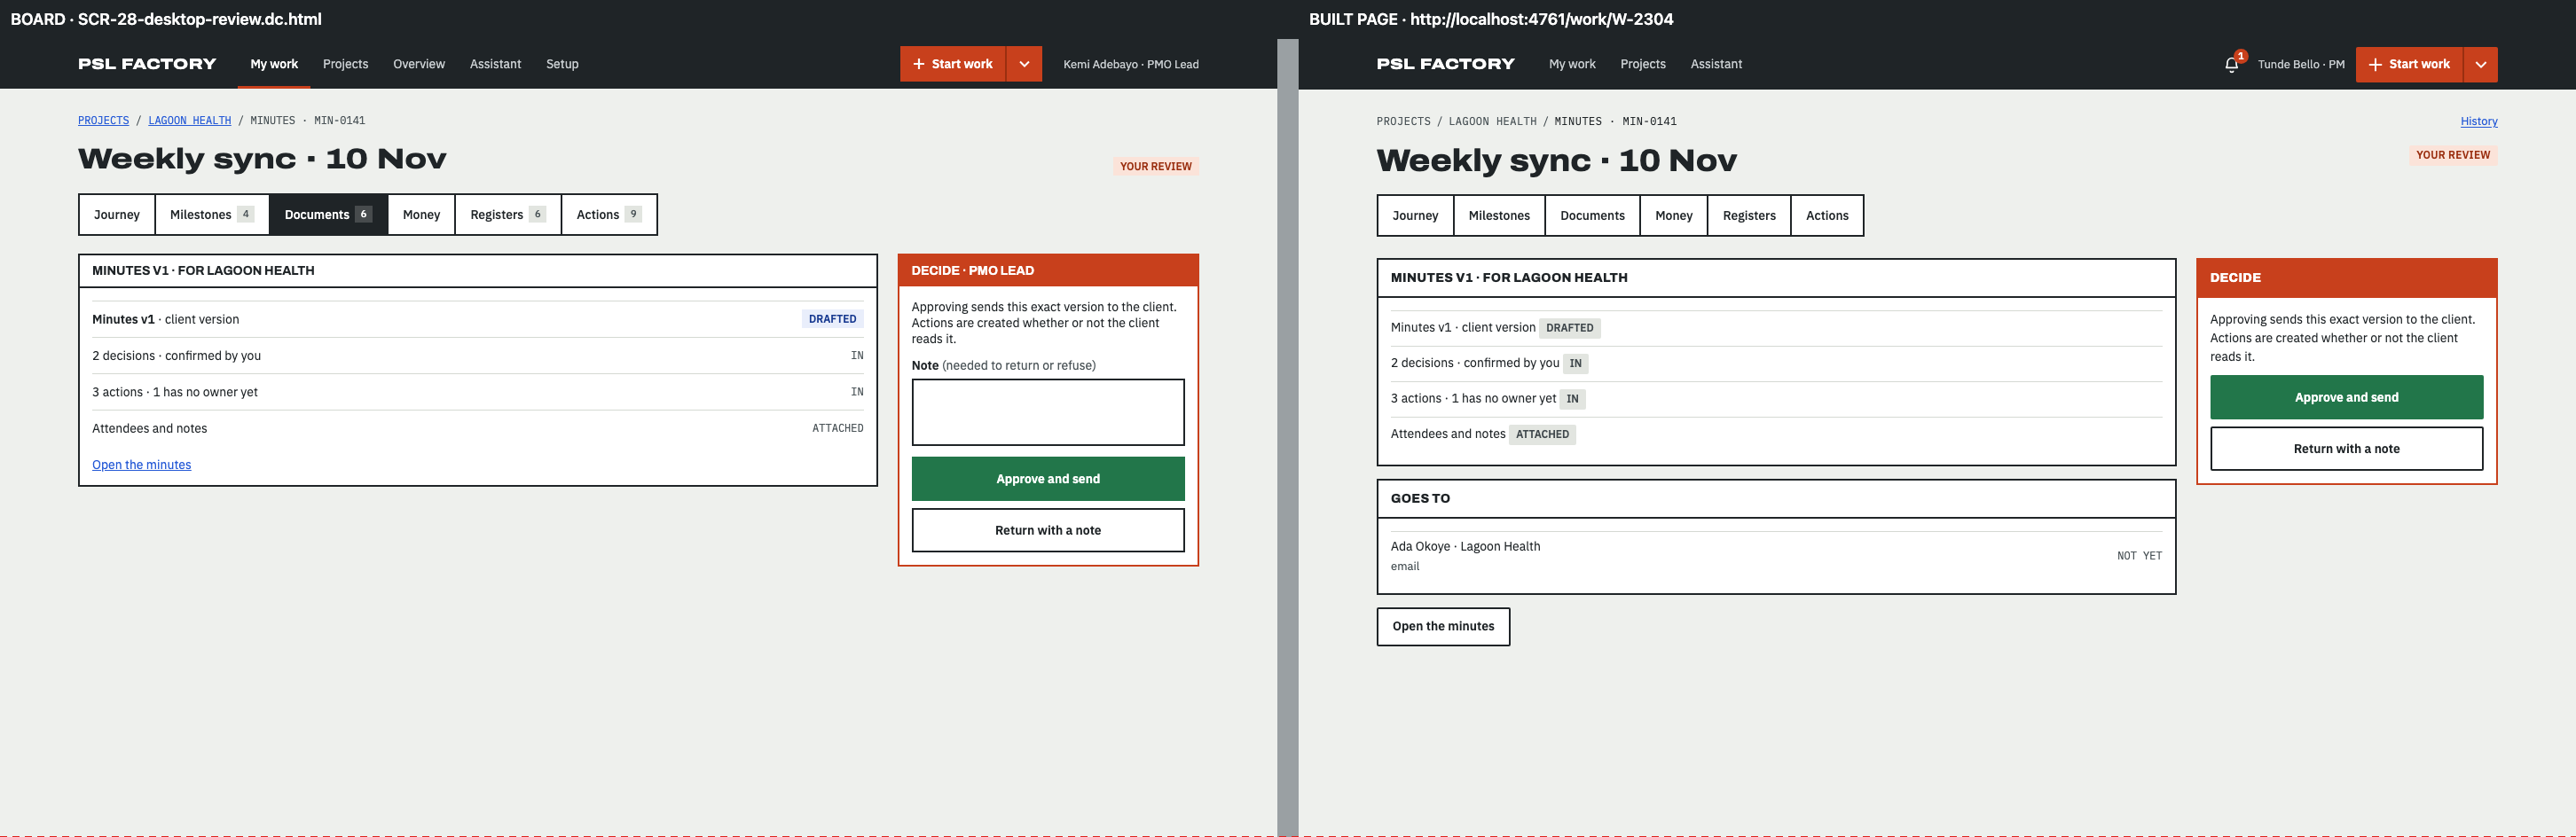 BOARD · SCR-28-desktop-review.dc.html
PSL FACTORY My work Projects Overview Assistant Setup + Start work Kemi Adebayo · PMO Lead
PROJECTS / LAGOON HEALTH / MINUTES · MIN-0141
Weekly sync · 10 Nov
YOUR REVIEW
Journey Milestones 4 Documents 6 Money Registers 6 Actions 9
MINUTES V1 · FOR LAGOON HEALTH
Minutes v1 · client version DRAFTED
2 decisions · confirmed by you IN
3 actions · 1 has no owner yet IN
Attendees and notes ATTACHED
Open the minutes
DECIDE · PMO LEAD
Approving sends this exact version to the client.
Actions are created whether or not the client
reads it.
Note (needed to return or refuse)
Approve and send
Return with a note
BUILT PAGE · http://localhost:4761/work/W-2304
PSL FACTORY My work Projects Assistant 1 Tunde Bello · PM + Start work
PROJECTS / LAGOON HEALTH / MINUTES · MIN-0141 History
Weekly sync · 10 Nov
YOUR REVIEW
Journey Milestones Documents Money Registers Actions
MINUTES V1 · FOR LAGOON HEALTH
Minutes v1 · client version DRAFTED
2 decisions · confirmed by you IN
3 actions · 1 has no owner yet IN
Attendees and notes ATTACHED
GOES TO
Ada Okoye · Lagoon Health
email
NOT YET
Open the minutes
DECIDE
Approving sends this exact version to the client.
Actions are created whether or not the client
reads it.
Approve and send
Return with a note